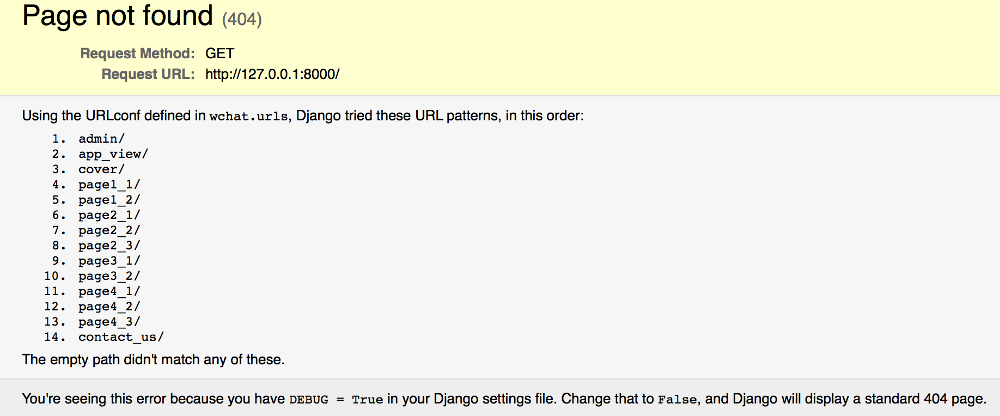 Page not found (404)
Request Method: GET
Request URL: http://127.0.0.1:8000/
Using the URLconf defined in wchat.urls, Django tried these URL patterns, in this order:
1. admin/
2. app_view/
3. cover/
4. page1_1/
5. page1_2/
6. page2_1/
7. page2_2/
8. page2_3/
9. page3_1/
10. page3_2/
11. page4_1/
12. page4_2/
13. page4_3/
14. contact_us/
The empty path didn't match any of these.
You're seeing this error because you have DEBUG = True in your Django settings file. Change that to False, and Django will display a standard 404 page.